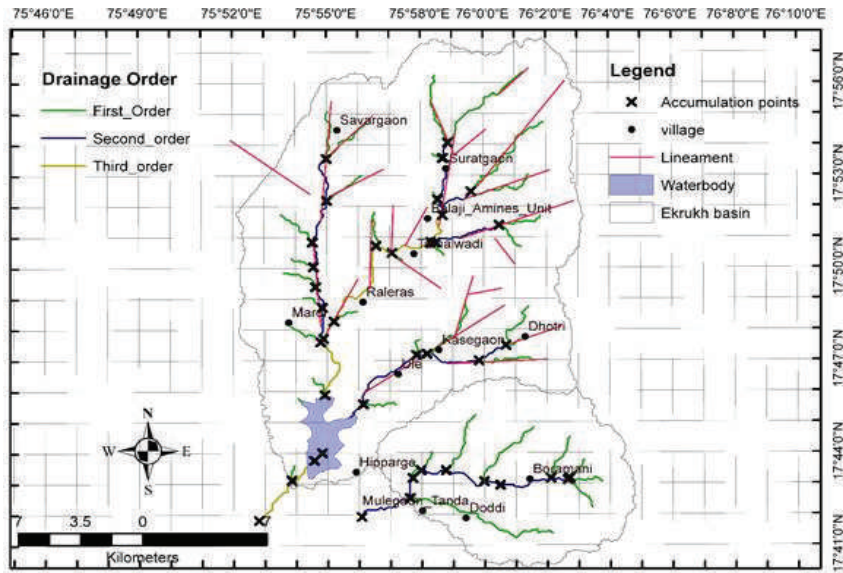 75°46'0"E 75°49'0"E 75°52'0"E 75°55'0"E 75°58'0"E 76°0'0"E 76°2'0"E 76°4'0"E 76°6'0"E 76°8'0"E 76°10'0"E
Drainage Order
First_Order
Second_order
Third_order
Legend
Accumulation points
village
Lineament
Waterbody
Ekrukh basin
17°56'0"N
17°53'0"N
17°50'0"N
17°47'0"N
17°44'0"N
17°41'0"N
Savargaon
Suratgaon
Balaji_Amines_Unit
Raleras
Kasegaon
Dhotri
Ule
Hipparge
Boramani
Tanda
Doddi
N
W E
S
7 3.5 0 7
Kilometers